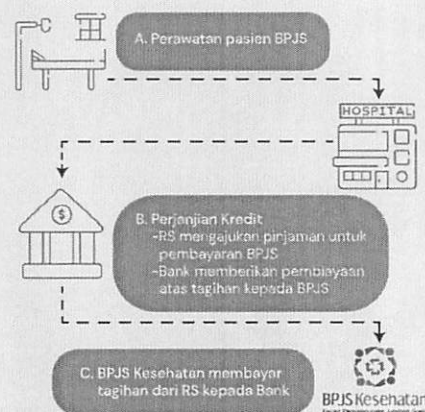 A. Perawatan pasien BPJS
HOSPITAL
B. Perjanjian Kredit
-RS mengajukan pinjaman untuk
pembayaran BPJS
-Bank memberikan pembiayaan
atas tagihan kepada BPJS
C. BPJS Kesehatan membayar
tagihan dari RS kepada Bank
BPJS Kesehatan